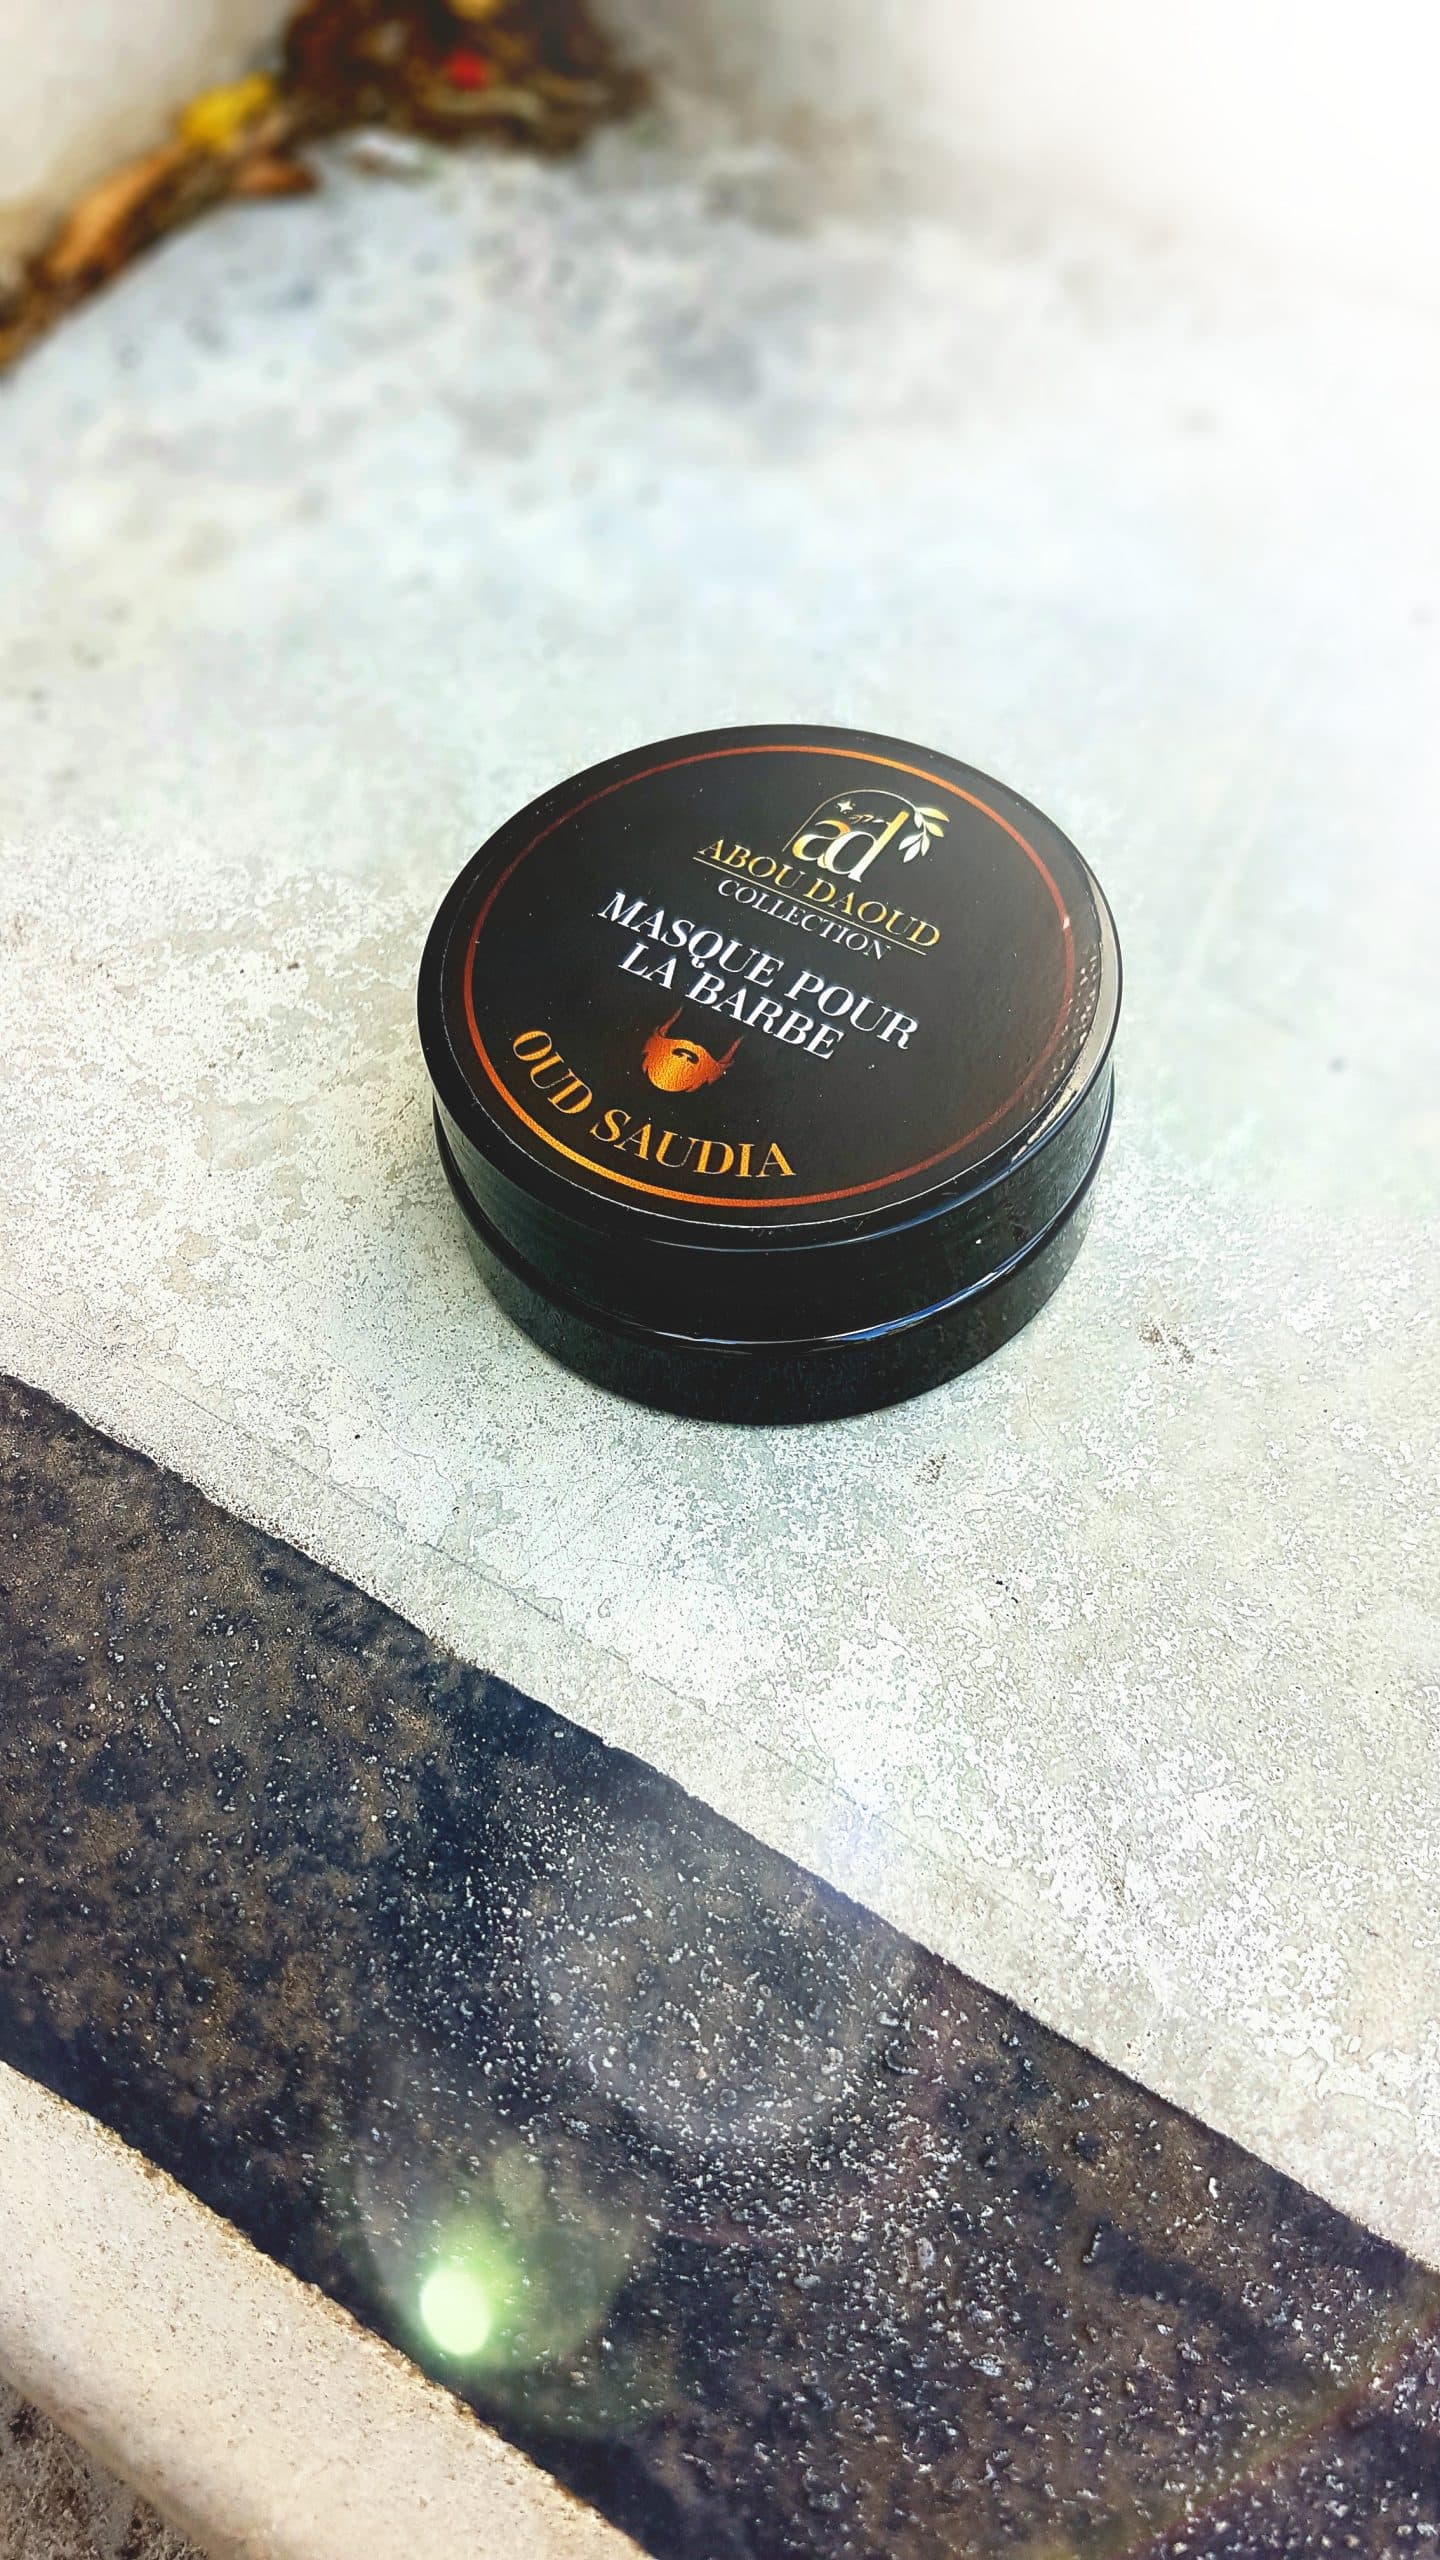 ad
ABOU DAOUD
COLLECTION
MASQUE POUR
LA BARBE
OUD SAUDIA